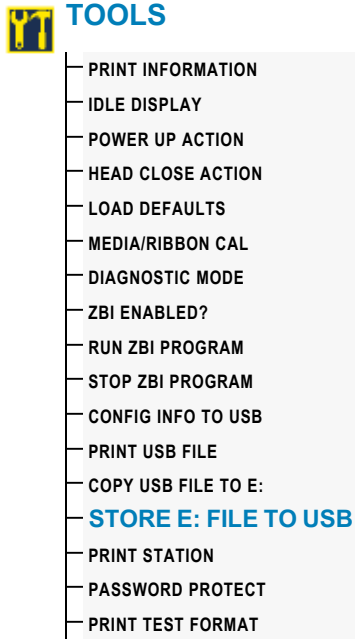 TOOLS
PRINT INFORMATION
IDLE DISPLAY
POWER UP ACTION
HEAD CLOSE ACTION
LOAD DEFAULTS
MEDIA/RIBBON CAL
DIAGNOSTIC MODE
ZBI ENABLED?
RUN ZBI PROGRAM
STOP ZBI PROGRAM
CONFIG INFO TO USB
PRINT USB FILE
COPY USB FILE TO E:
STORE E: FILE TO USB
PRINT STATION
PASSWORD PROTECT
PRINT TEST FORMAT